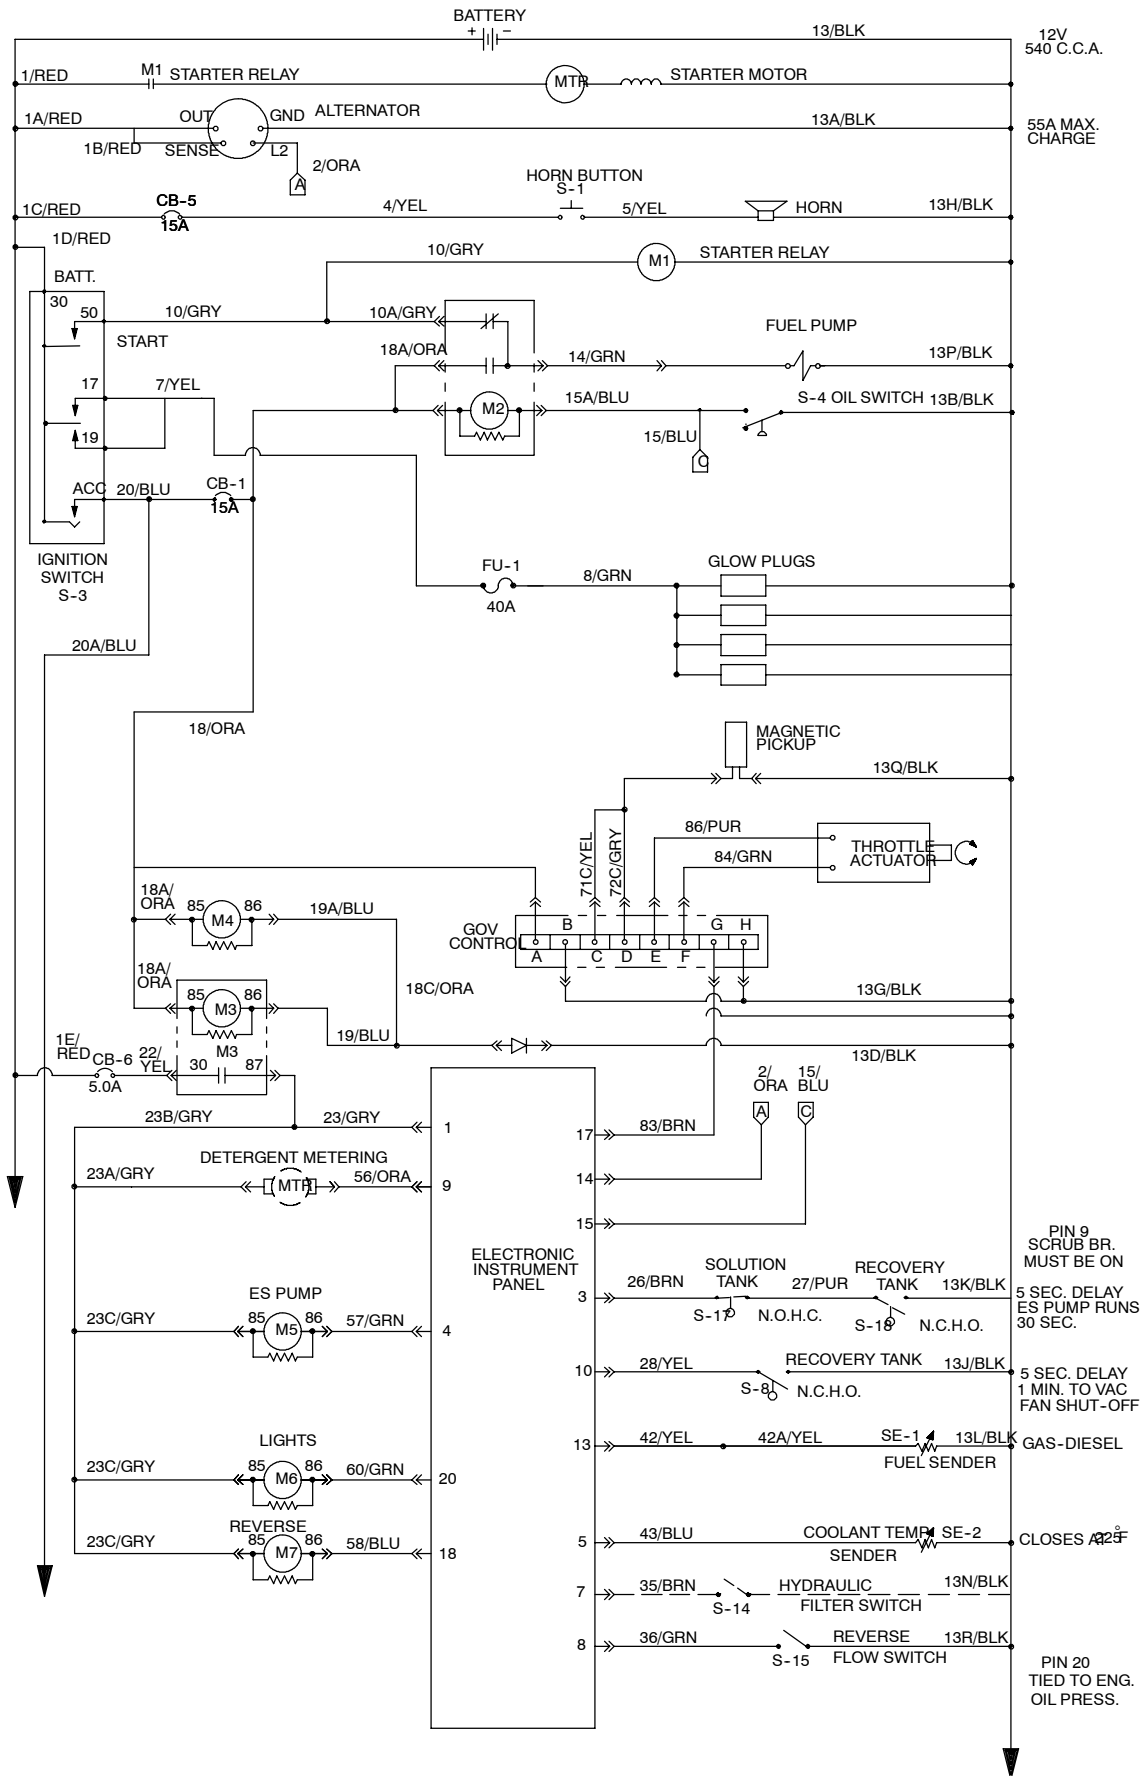 BATTERY
+ −
13/BLK
12V
540 C.C.A.
1/RED
M1
STARTER RELAY
MTR
STARTER MOTOR
1A/RED
OUT
GND
ALTERNATOR
13A/BLK
55A MAX.
CHARGE
1B/RED
SENSE
L2
2/ORA
A
HORN BUTTON
S-1
1C/RED
CB-5
15A
4/YEL
5/YEL
HORN
13H/BLK
1D/RED
10/GRY
M1
STARTER RELAY
BATT.
30
50
10/GRY
10A/GRY
START
FUEL PUMP
18A/ORA
14/GRN
13P/BLK
17
7/YEL
M2
15A/BLU
S-4 OIL SWITCH
13B/BLK
19
15/BLU
C
ACC
20/BLU
CB-1
15A
IGNITION
SWITCH
S-3
FU-1
40A
8/GRN
GLOW PLUGS
20A/BLU
18/ORA
MAGNETIC
PICKUP
13Q/BLK
71C/YEL
72C/GRY
86/PUR
84/GRN
THROTTLE
ACTUATOR
18A/
ORA
85
M4
86
19A/BLU
GOV
CONTROL
A
B
C
D
E
F
G
H
18A/
ORA
85
M3
86
18C/ORA
13G/BLK
19/BLU
13D/BLK
1E/
RED
CB-6
5.0A
22/
YEL
M3
30
87
2/
ORA
15/
BLU
A
C
23B/GRY
23/GRY
1
17
83/BRN
DETERGENT METERING
23A/GRY
MTR
56/ORA
9
14
15
ELECTRONIC
INSTRUMENT
PANEL
PIN 9
SCRUB BR.
MUST BE ON
3
26/BRN
SOLUTION
TANK
S-17
N.O.H.C.
27/PUR
RECOVERY
TANK
S-18
N.C.H.O.
13K/BLK
5 SEC. DELAY
ES PUMP RUNS
30 SEC.
ES PUMP
23C/GRY
85
M5
86
57/GRN
4
10
28/YEL
RECOVERY TANK
S-8
N.C.H.O.
13J/BLK
5 SEC. DELAY
1 MIN. TO VAC
FAN SHUT-OFF
13
42/YEL
42A/YEL
SE-1
FUEL SENDER
13L/BLK
GAS-DIESEL
LIGHTS
23C/GRY
85
M6
86
60/GRN
20
REVERSE
23C/GRY
85
M7
86
58/BLU
18
5
43/BLU
COOLANT TEMP
SENDER
SE-2
CLOSES AT
225°F
7
35/BRN
S-14
HYDRAULIC
FILTER SWITCH
13N/BLK
8
36/GRN
S-15
REVERSE
FLOW SWITCH
13R/BLK
PIN 20
TIED TO ENG.
OIL PRESS.